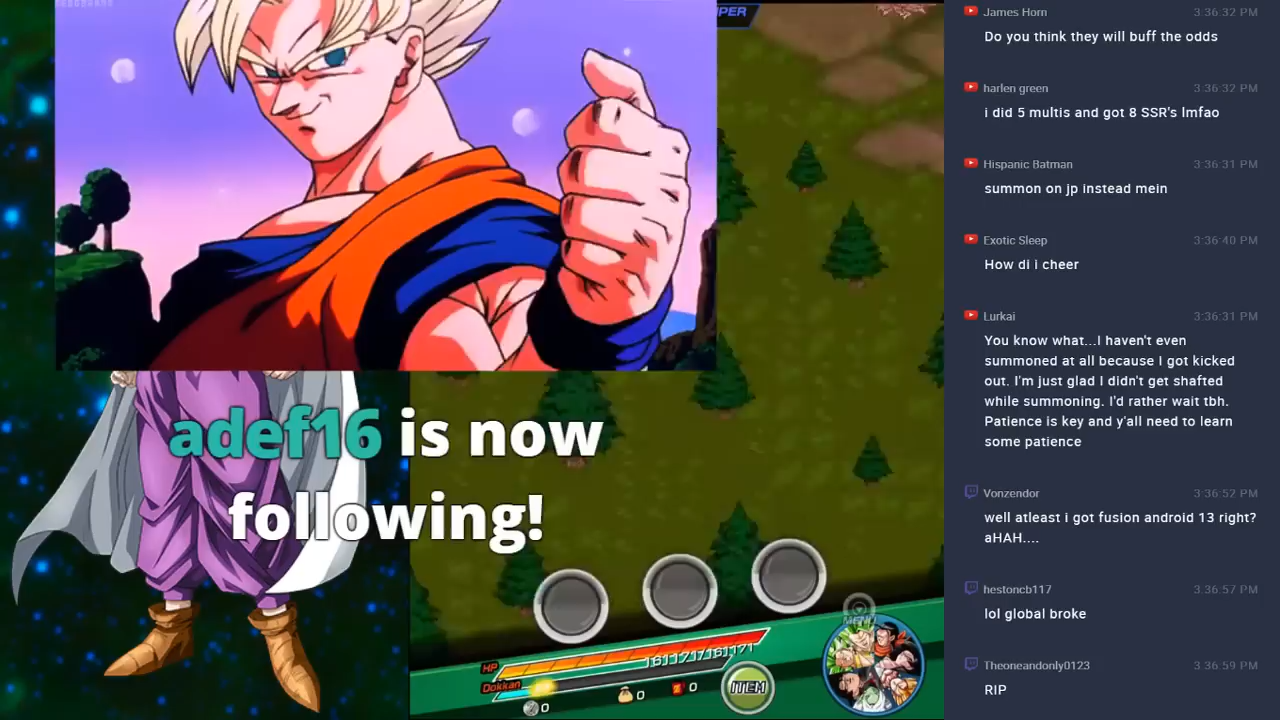 UPER
adef16 is now
following!
HP
Dokkan
161171/161171
0
0
0
ITEM
MENU
James Horn 3:36:32 PM
Do you think they will buff the odds
harlen green 3:36:32 PM
i did 5 multis and got 8 SSR's lmfao
Hispanic Batman 3:36:31 PM
summon on jp instead mein
Exotic Sleep 3:36:40 PM
How di i cheer
Lurkai 3:36:31 PM
You know what...I haven't even
summoned at all because I got kicked
out. I'm just glad I didn't get shafted
while summoning. I'd rather wait tbh.
Patience is key and y'all need to learn
some patience
Vonzendor 3:36:52 PM
well atleast i got fusion android 13 right?
aHAH....
hestoncb117 3:36:57 PM
lol global broke
Theoneandonly0123 3:36:59 PM
RIP